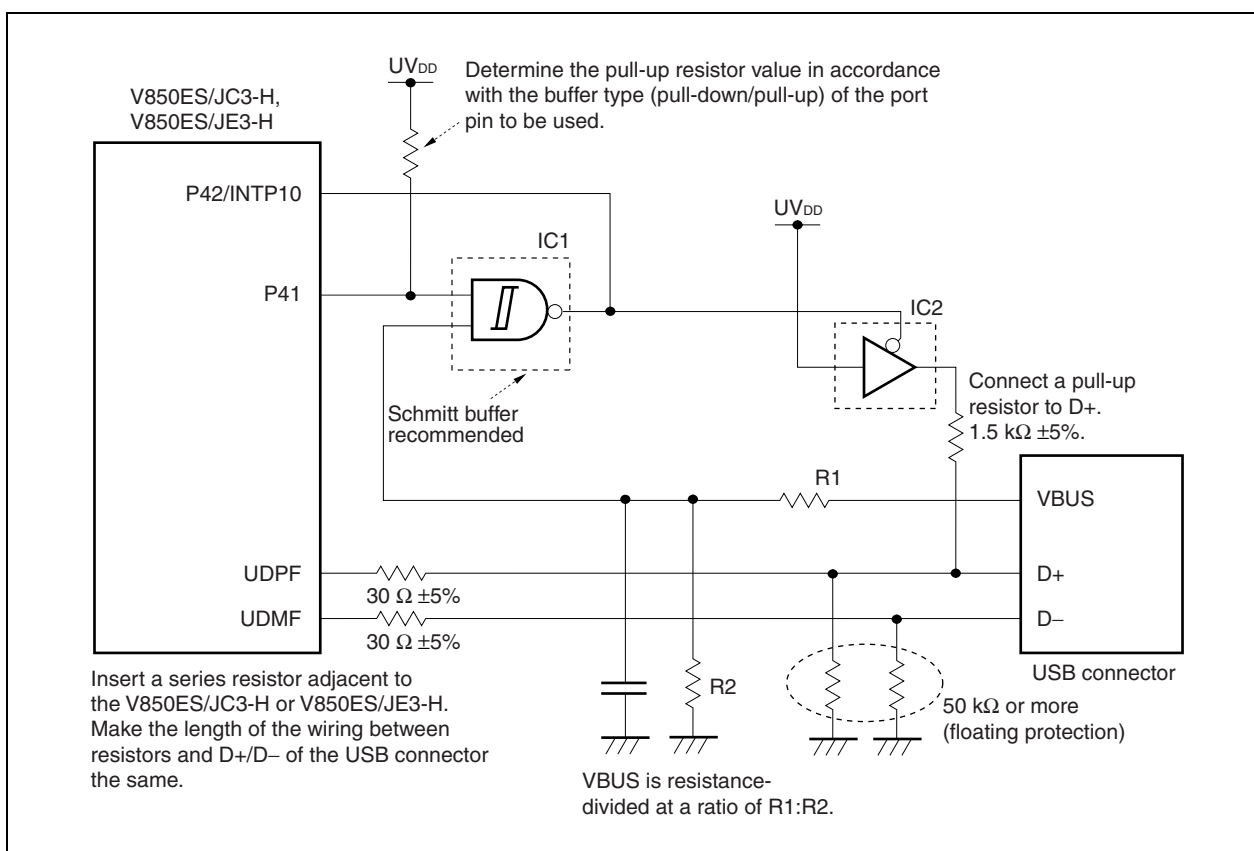 UVDD
Determine the pull-up resistor value in accordance
with the buffer type (pull-down/pull-up) of the port
pin to be used.
V850ES/JC3-H,
V850ES/JE3-H
P42/INTP10
UVDD
IC1
P41
IC2
Schmitt buffer
recommended
Connect a pull-up
resistor to D+.
1.5 kΩ ±5%.
R1
VBUS
UDPF
30 Ω ±5%
D+
UDMF
30 Ω ±5%
D−
USB connector
R2
50 kΩ or more
(floating protection)
Insert a series resistor adjacent to
the V850ES/JC3-H or V850ES/JE3-H.
Make the length of the wiring between
resistors and D+/D− of the USB connector
the same.
VBUS is resistance-
divided at a ratio of R1:R2.